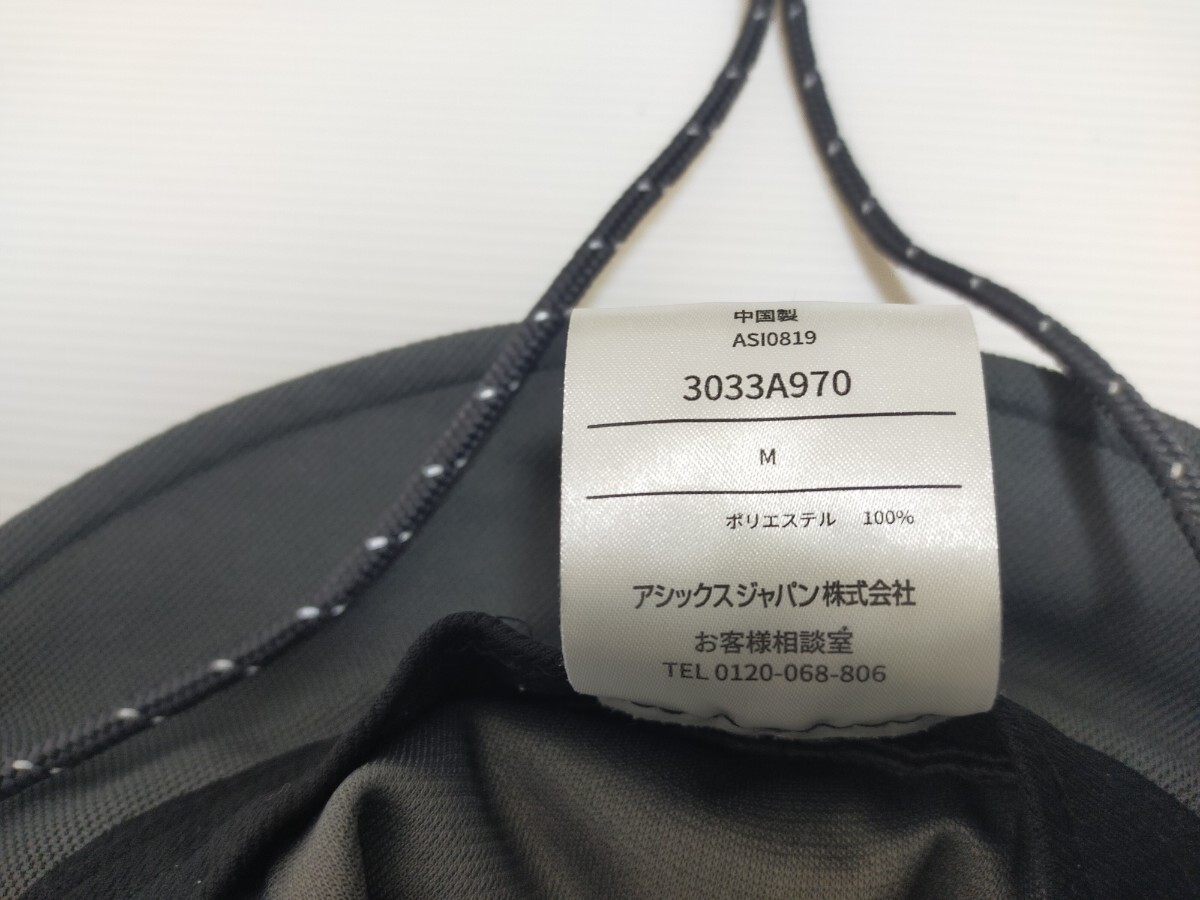 中国製
ASI0819
3033A970
M
ポリエステル 100%
アシックスジャパン株式会社
お客様相談室
TEL 0120-068-806